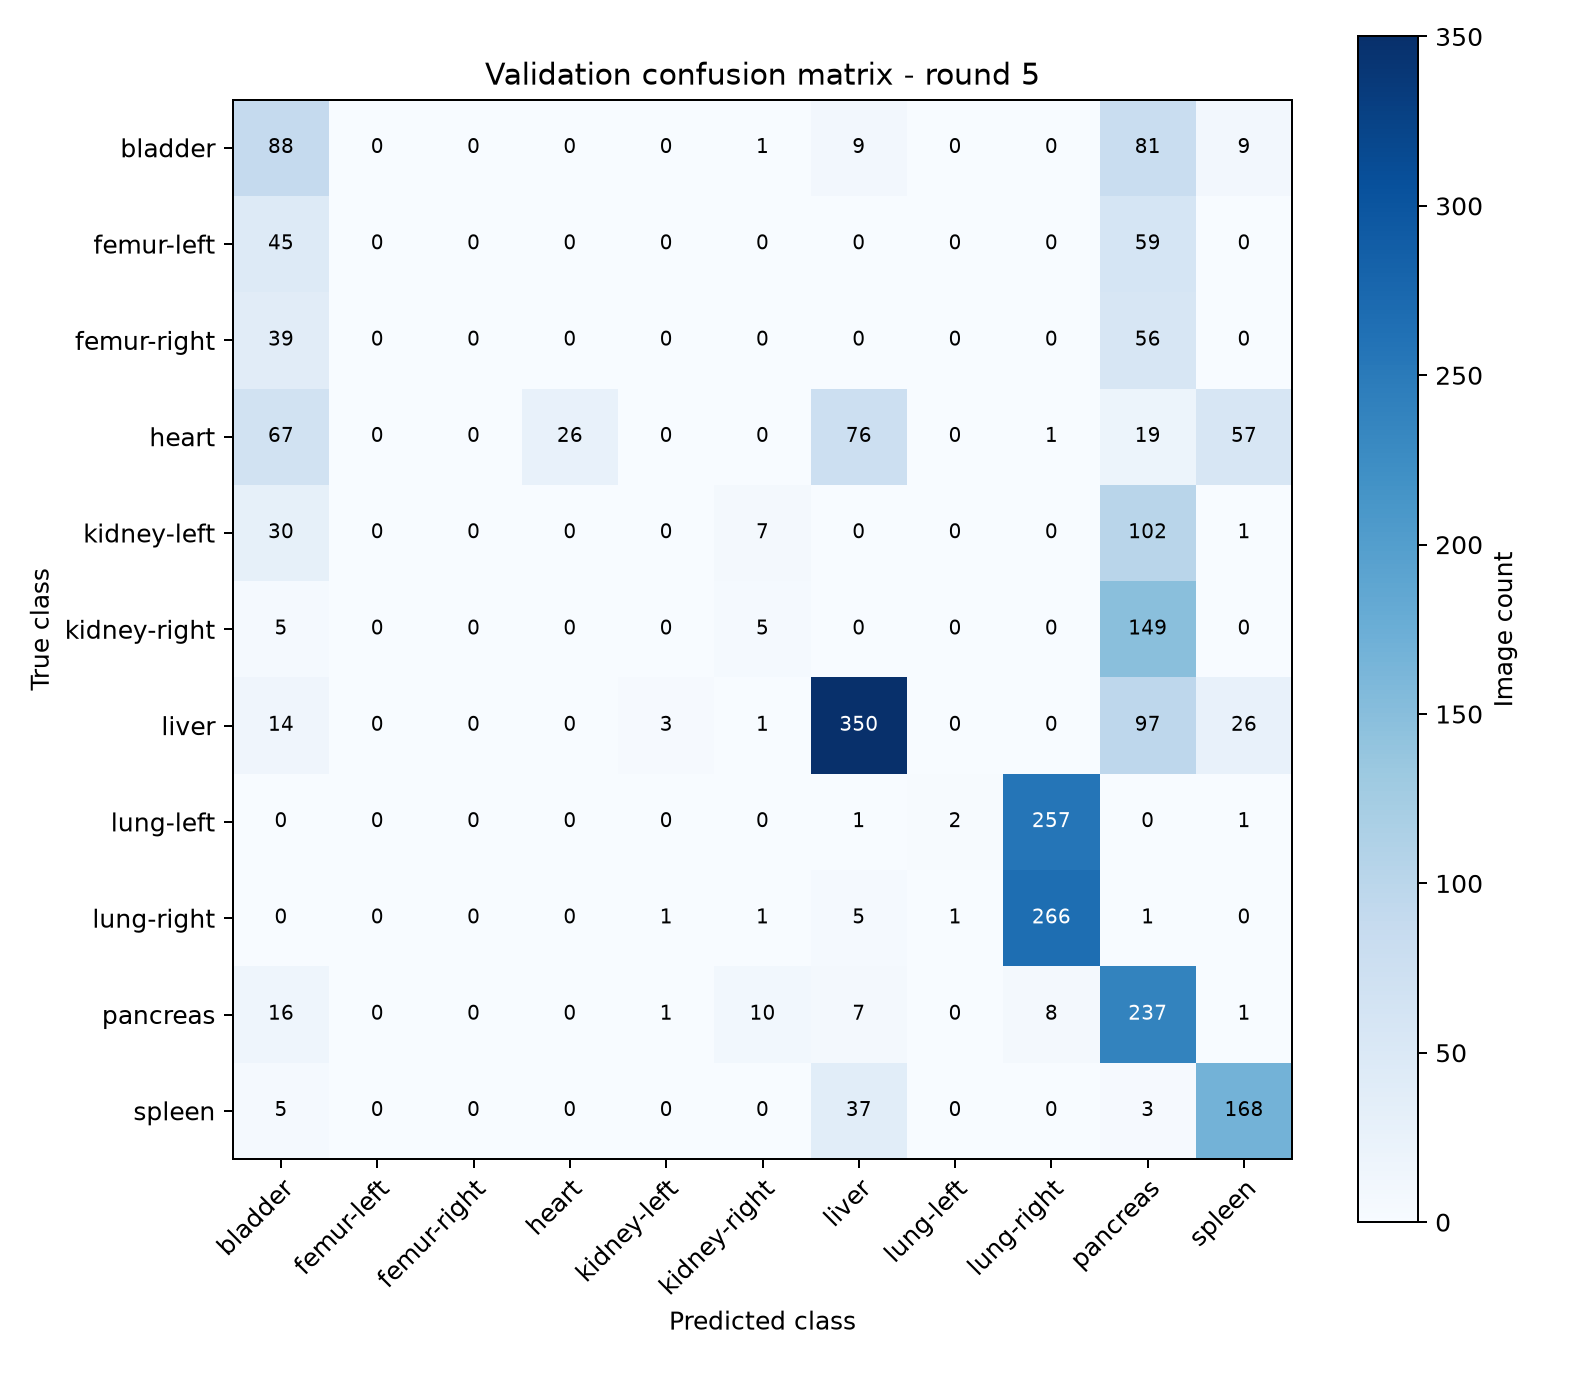 Validation confusion matrix - round 5
bladder 88 0 0 0 0 1 9 0 0 81 9
femur-left 45 0 0 0 0 0 0 0 0 59 0
femur-right 39 0 0 0 0 0 0 0 0 56 0
heart 67 0 0 26 0 0 76 0 1 19 57
kidney-left 30 0 0 0 0 7 0 0 0 102 1
kidney-right 5 0 0 0 0 5 0 0 0 149 0
liver 14 0 0 0 3 1 350 0 0 97 26
lung-left 0 0 0 0 0 0 1 2 257 0 1
lung-right 0 0 0 0 1 1 5 1 266 1 0
pancreas 16 0 0 0 1 10 7 0 8 237 1
spleen 5 0 0 0 0 0 37 0 0 3 168
bladder femur-left femur-right heart kidney-left kidney-right liver lung-left lung-right pancreas spleen
Predicted class
True class
350
300
250
200
150
100
50
0
Image count